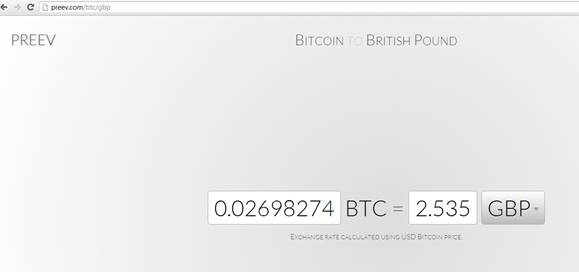 preev.com/btc/gbp
PREEV
BITCOIN TO BRITISH POUND
0.02698274 BTC = 2.535 GBP
EXCHANGE RATE CALCULATED USING USD BITCOIN PRICE.